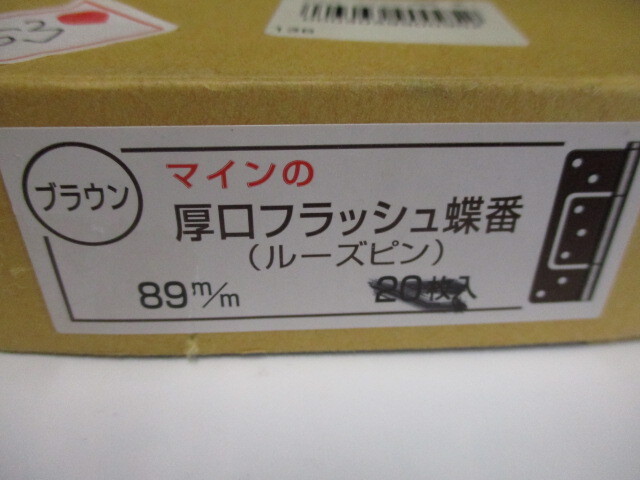 136
ブラウン
マインの
厚口フラッシュ蝶番
(ルーズピン)
89m/m
20枚入